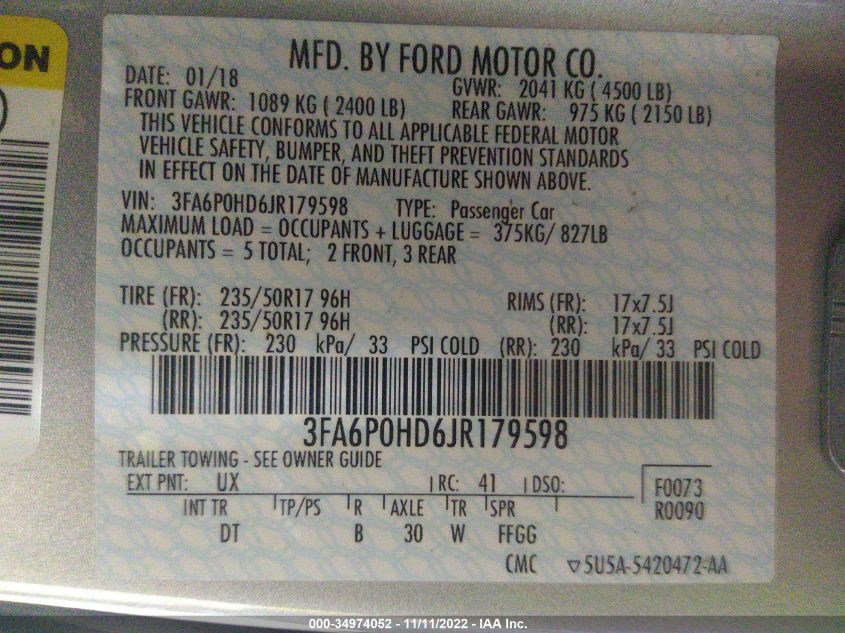 ON
MFD. BY FORD MOTOR CO.
DATE: 01/18
GVWR: 2041 KG ( 4500 LB)
FRONT GAWR: 1089 KG ( 2400 LB)
REAR GAWR: 975 KG ( 2150 LB)
THIS VEHICLE CONFORMS TO ALL APPLICABLE FEDERAL MOTOR
VEHICLE SAFETY, BUMPER, AND THEFT PREVENTION STANDARDS
IN EFFECT ON THE DATE OF MANUFACTURE SHOWN ABOVE.
VIN: 3FA6P0HD6JR179598 TYPE: Passenger Car
MAXIMUM LOAD = OCCUPANTS + LUGGAGE = 375KG/ 827LB
OCCUPANTS = 5 TOTAL; 2 FRONT, 3 REAR
TIRE (FR): 235/50R17 96H RIMS (FR): 17x7.5J
(RR): 235/50R17 96H (RR): 17x7.5J
PRESSURE (FR): 230 kPa/ 33 PSI COLD (RR): 230 kPa/ 33 PSI COLD
3FA6P0HD6JR179598
TRAILER TOWING - SEE OWNER GUIDE
EXT PNT: UX RC: 41 DSO: F0073
INT TR TP/PS R AXLE TR SPR R0090
DT B 30 W FFGG
CMC ▽5U5A-5420472-AA
000-34974052 - 11/11/2022 - IAA Inc.